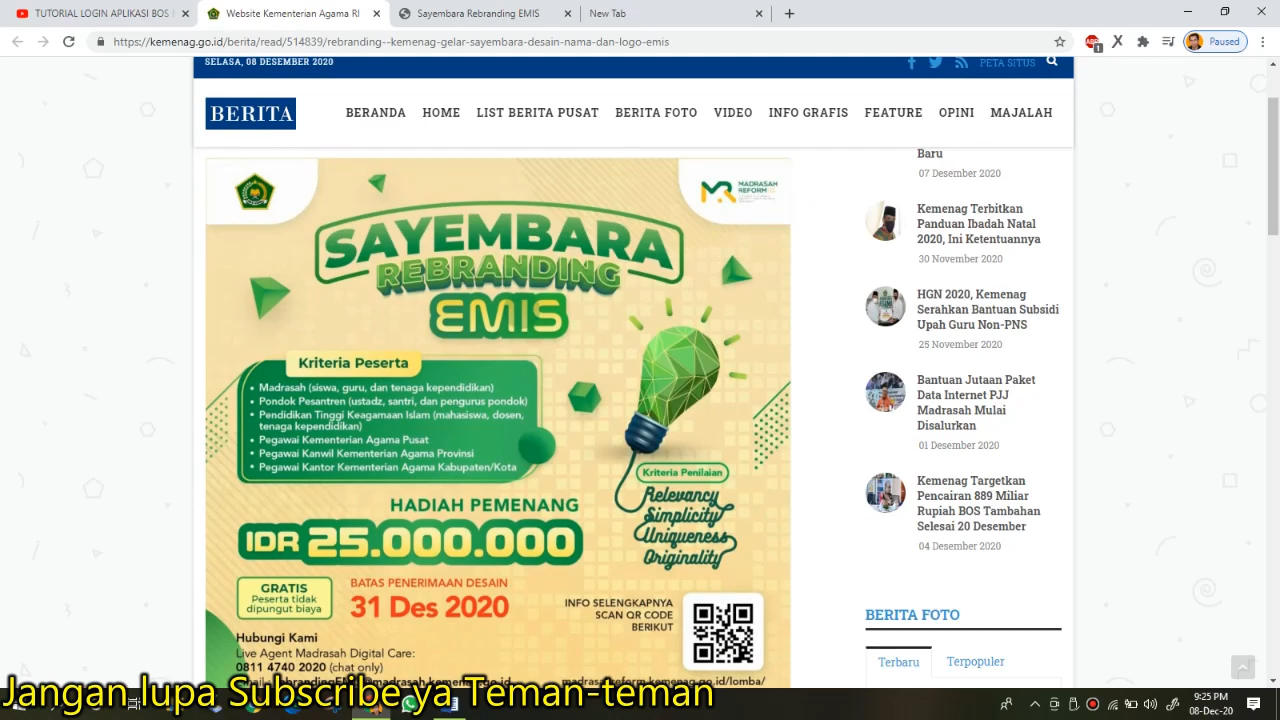 TUTORIAL LOGIN APLIKASI BOS
Website Kementerian Agama RI
Sayembara Rebranding EMIS
New Tab
https://kemenag.go.id/berita/read/514839/rebranding--kemenag-gelar-sayembara-desain-nama-dan-logo-emis
Paused
SELASA, 08 DESEMBER 2020
PETA SITUS
BERITA
BERANDA HOME LIST BERITA PUSAT BERITA FOTO VIDEO INFO GRAFIS FEATURE OPINI MAJALAH
MADRASAH
REFORM
SAYEMBARA
REBRANDING
EMIS
Kriteria Peserta
• Madrasah (siswa, guru, dan tenaga kependidikan)
• Pondok Pesantren (ustadz, santri, dan pengurus pondok)
• Pendidikan Tinggi Keagamaan Islam (mahasiswa, dosen,
tenaga kependidikan)
• Pegawai Kementerian Agama Pusat
• Pegawai Kanwil Kementerian Agama Provinsi
• Pegawai Kantor Kementerian Agama Kabupaten/Kota
Kriteria Penilaian
Relevancy
Simplicity
Uniqueness
Originality
HADIAH PEMENANG
IDR 25.000.000
GRATIS
Peserta tidak
dipungut biaya
BATAS PENERIMAAN DESAIN
31 Des 2020
INFO SELENGKAPNYA
SCAN QR CODE
BERIKUT
Hubungi Kami
Live Agent Madrasah Digital Care:
0811 4740 2020 (chat only)
madrasahreform.kemenag.go.id/lomba/
Baru
07 Desember 2020
Kemenag Terbitkan
Panduan Ibadah Natal
2020, Ini Ketentuannya
30 November 2020
HGN 2020, Kemenag
Serahkan Bantuan Subsidi
Upah Guru Non-PNS
25 November 2020
Bantuan Jutaan Paket
Data Internet PJJ
Madrasah Mulai
Disalurkan
01 Desember 2020
Kemenag Targetkan
Pencairan 889 Miliar
Rupiah BOS Tambahan
Selesai 20 Desember
04 Desember 2020
BERITA FOTO
Terbaru
Terpopuler
Jangan lupa Subscribe ya Teman-teman
9:25 PM
08-Dec-20